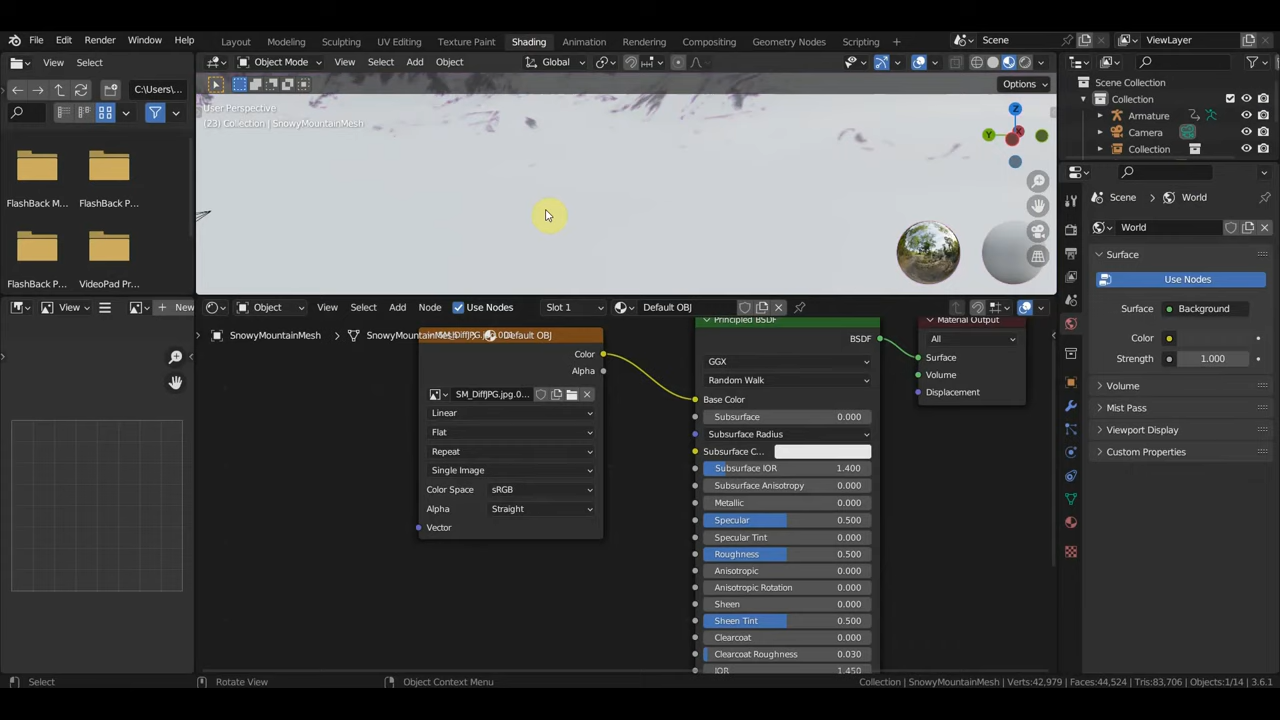 File Edit Render Window Help
Layout Modeling Sculpting UV Editing Texture Paint Shading Animation Rendering Compositing Geometry Nodes Scripting
Scene
ViewLayer
View Select
Object Mode View Select Add Object Global
Options
C:\Users\...
User Perspective
(23) Collection | SnowyMountainMesh
Z
Y
X
FlashBack M...
FlashBack P...
FlashBack P...
VideoPad Pr...
Scene Collection
Collection
Armature
Camera
Collection
Scene World
World
Surface
Use Nodes
Surface Background
Color
Strength 1.000
Volume
Mist Pass
Viewport Display
Custom Properties
View New
Object View Select Add Node Use Nodes Slot 1 Default OBJ
SnowyMountainMesh SnowyMountainMes Default OBJ
Color
Alpha
SM_DiffJPG.jpg.0...
Linear
Flat
Repeat
Single Image
Color Space sRGB
Alpha Straight
Vector
Principled BSDF
BSDF
GGX
Random Walk
Base Color
Subsurface 0.000
Subsurface Radius
Subsurface C...
Subsurface IOR 1.400
Subsurface Anisotropy 0.000
Metallic 0.000
Specular 0.500
Specular Tint 0.000
Roughness 0.500
Anisotropic 0.000
Anisotropic Rotation 0.000
Sheen 0.000
Sheen Tint 0.500
Clearcoat 0.000
Clearcoat Roughness 0.030
IOR 1.450
Material Output
All
Surface
Volume
Displacement
Select Rotate View Object Context Menu
Collection | SnowyMountainMesh | Verts:42,979 | Faces:44,524 | Tris:83,706 | Objects:1/14 | 3.6.1